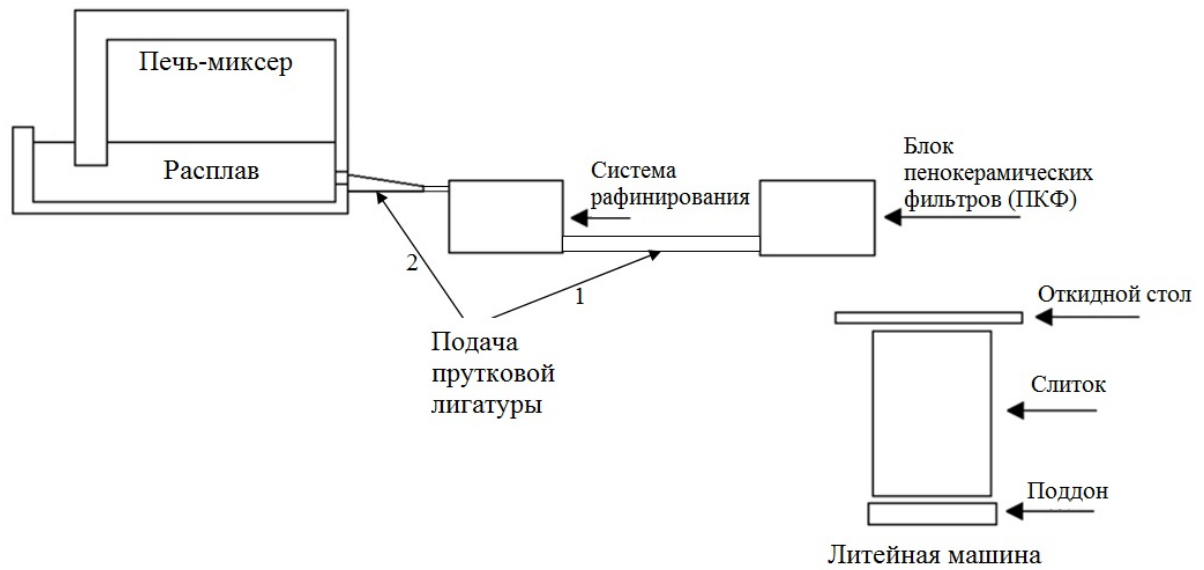 Печь-миксер
Расплав
Система
рафинирования
Блок
пенокерамических
фильтров (ПКФ)
2
1
Подача
прутковой
лигатуры
Откидной стол
Слиток
Поддон
Литейная машина